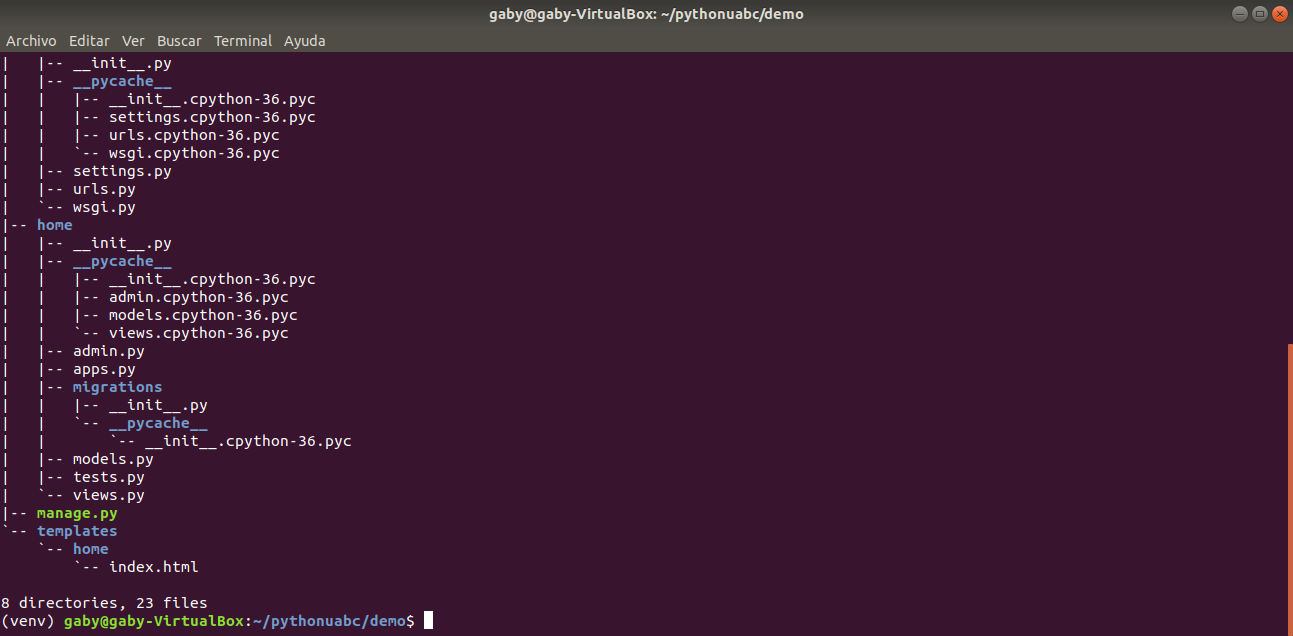 gaby@gaby-VirtualBox: ~/pythonuabc/demo
Archivo Editar Ver Buscar Terminal Ayuda
|   |-- __init__.py
|   |-- __pycache__
|   |   |-- __init__.cpython-36.pyc
|   |   |-- settings.cpython-36.pyc
|   |   |-- urls.cpython-36.pyc
|   |   `-- wsgi.cpython-36.pyc
|   |-- settings.py
|   |-- urls.py
|   `-- wsgi.py
|-- home
|   |-- __init__.py
|   |-- __pycache__
|   |   |-- __init__.cpython-36.pyc
|   |   |-- admin.cpython-36.pyc
|   |   |-- models.cpython-36.pyc
|   |   `-- views.cpython-36.pyc
|   |-- admin.py
|   |-- apps.py
|   |-- migrations
|   |   |-- __init__.py
|   |   `-- __pycache__
|   |       `-- __init__.cpython-36.pyc
|   |-- models.py
|   |-- tests.py
|   `-- views.py
|-- manage.py
`-- templates
    `-- home
        `-- index.html
8 directories, 23 files
(venv) gaby@gaby-VirtualBox:~/pythonuabc/demo$